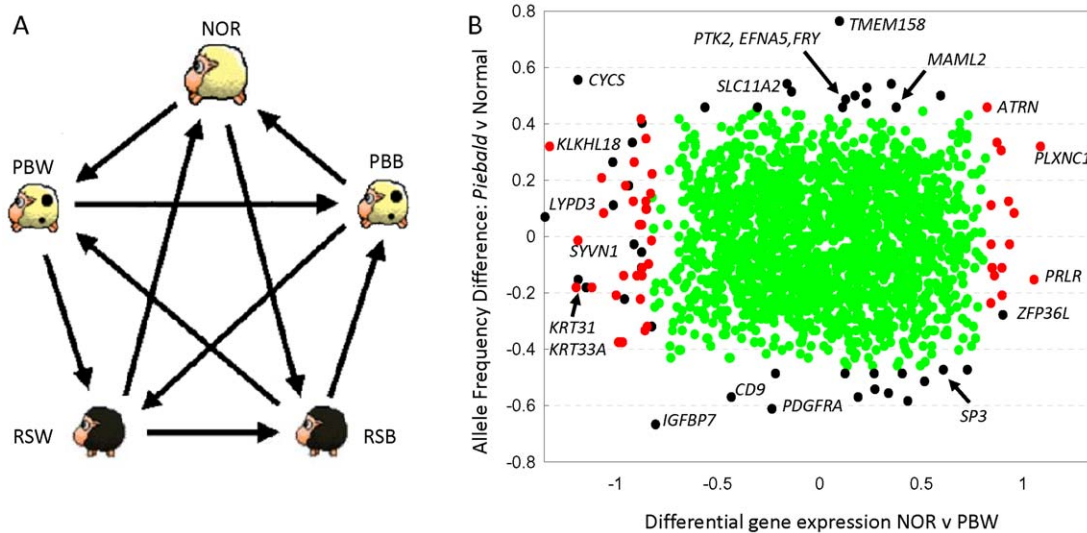 A
NOR
PBW
PBB
RSW
RSB
B
Allele Frequency Difference: Piebald v Normal
0.8
0.6
0.4
0.2
0
-0.2
-0.4
-0.6
-0.8
TMEM158
PTK2, EFNA5,FRY
CYCS
SLC11A2
MAML2
ATRN
KLKHL18
PLXNC1
LYPD3
SYVN1
PRLR
ZFP36L
KRT31
KRT33A
CD9
PDGFRA
SP3
IGFBP7
-1
-0.5
0
0.5
1
Differential gene expression NOR v PBW